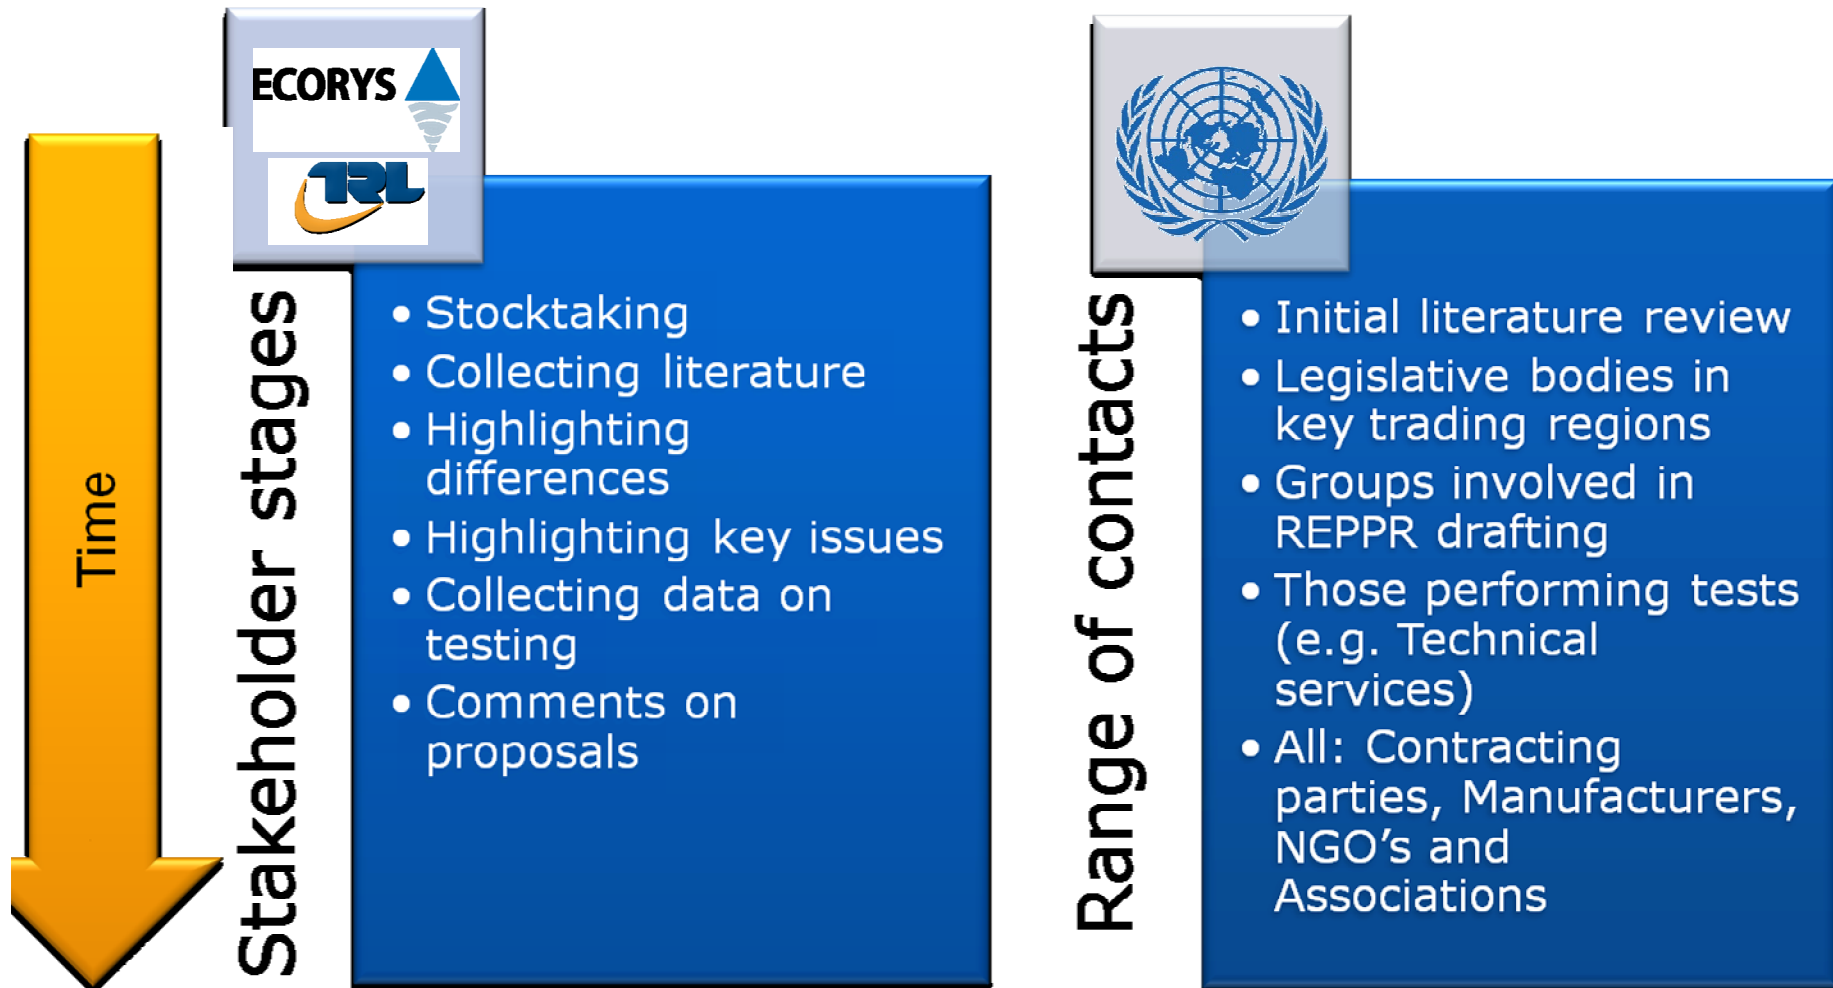 ECORYS
TRL
Time
Stakeholder stages
• Stocktaking
• Collecting literature
• Highlighting
differences
• Highlighting key issues
• Collecting data on
testing
• Comments on
proposals
Range of contacts
• Initial literature review
• Legislative bodies in
key trading regions
• Groups involved in
REPPR drafting
• Those performing tests
(e.g. Technical
services)
• All: Contracting
parties, Manufacturers,
NGO’s and
Associations